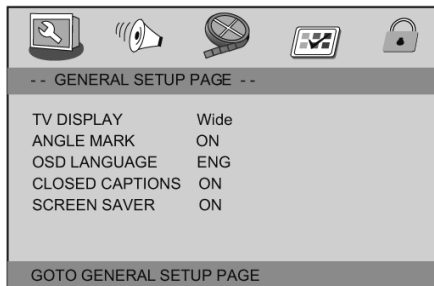 - - GENERAL SETUP PAGE - -
TV DISPLAY Wide
ANGLE MARK ON
OSD LANGUAGE ENG
CLOSED CAPTIONS ON
SCREEN SAVER ON
GOTO GENERAL SETUP PAGE